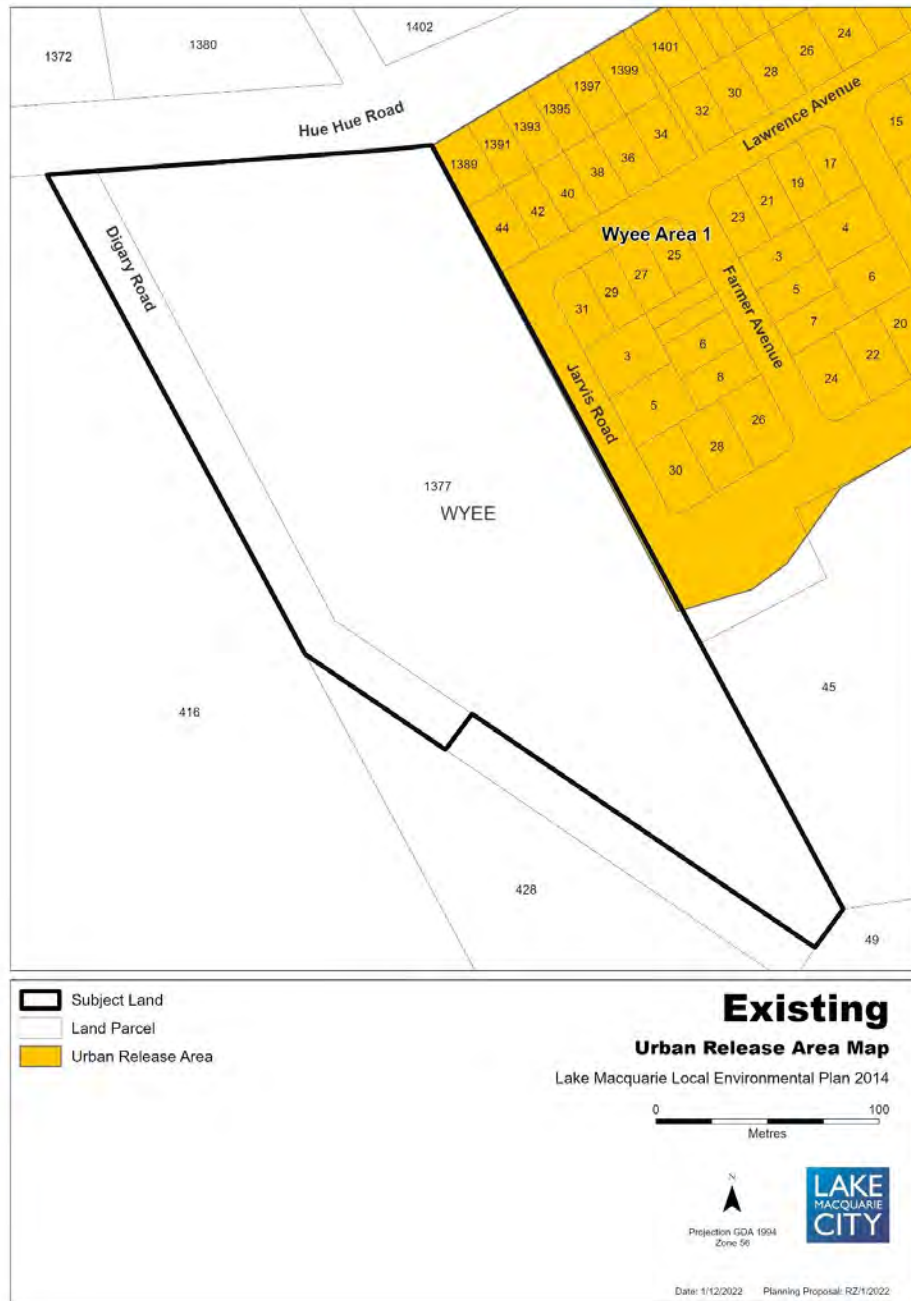 1402
1380
1372
24
1401
26
1399
28
1397
30
Lawrence Avenue
1395
32
Hue Hue Road
1393
34
15
1391
36
1389
38
17
40
19
42
21
44
23
4
Wyee Area 1
Digary Road
25
3
27
6
29
5
31
Farmer Avenue
7
20
6
3
22
8
24
Jarvis Road
5
26
28
30
1377
WYEE
45
416
428
49
Subject Land
Land Parcel
Urban Release Area
Existing
Urban Release Area Map
Lake Macquarie Local Environmental Plan 2014
0 100
Metres
N
Projection GDA 1994
Zone 56
LAKE
MACQUARIE
CITY
Date: 1/12/2022 Planning Proposal: RZ/1/2022